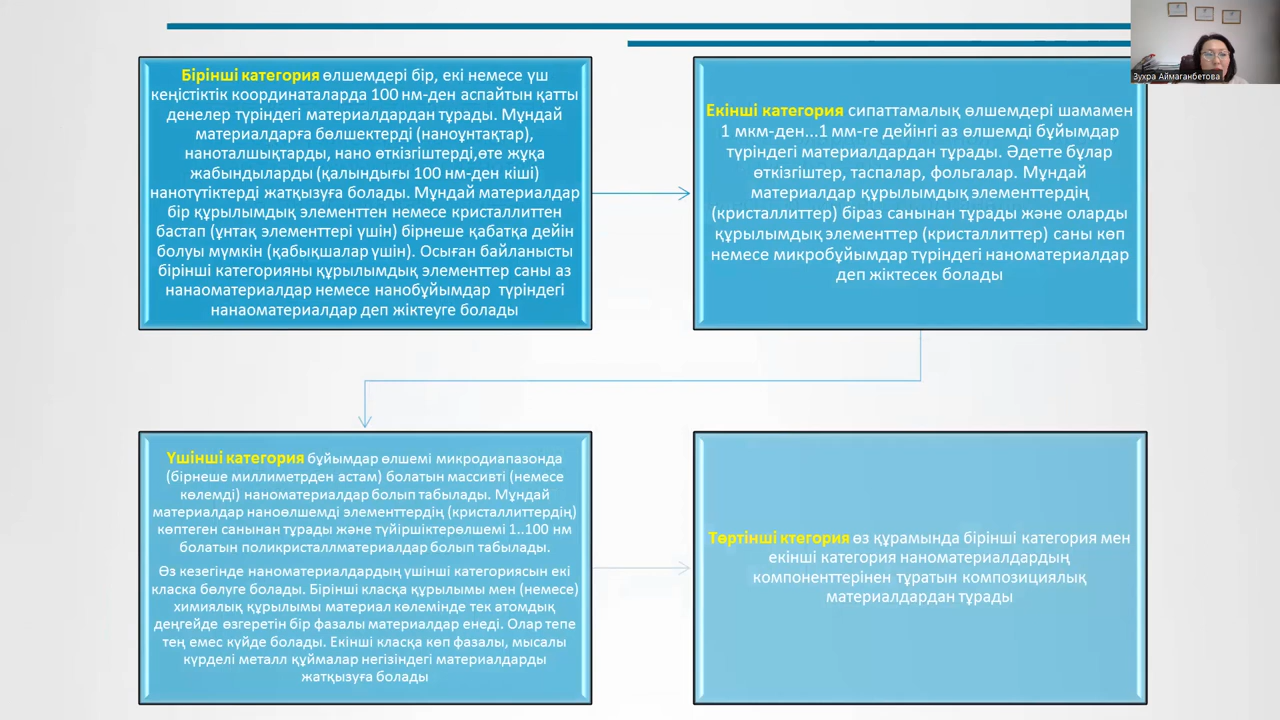 Бірінші категория өлшемдері бір, екі немесе үш
кеңістіктік координаталарда 100 нм-ден аспайтын қатты
денелер түріндегі материалдардан тұрады. Мұндай
материалдарға бөлшектерді (наноұнтақтар),
наноталшықтарды, нано өткізгіштерді,өте жұқа
жабындыларды (қалындығы 100 нм-ден кіші)
нанотүтіктерді жатқызуға болады. Мұндай материалдар
бір құрылымдық элементтен немесе кристаллиттен
бастап (ұнтақ элементтері үшін) бірнеше қабатқа дейін
болуы мүмкін (қабықшалар үшін). Осыған байланысты
бірінші категорияны құрылымдық элементтер саны аз
нанаоматериалдар немесе нанобұйымдар түріндегі
нанаоматериалдар деп жіктеуге болады
Екінші категория сипаттамалық өлшемдері шамамен
1 мкм-ден...1 мм-ге дейінгі аз өлшемді бұйымдар
түріндегі материалдардан тұрады. Әдетте бұлар
өткізгіштер, таспалар, фольгалар. Мұндай
материалдар құрылымдық элементтердің
(кристаллиттер) біраз санынан тұрады және оларды
құрылымдық элементтер (кристаллиттер) саны көп
немесе микробұйымдар түріндегі наноматериалдар
деп жіктесек болады
Зухра Аймаганбетова
Үшінші категория бұйымдар өлшемі микродиапазонда
(бірнеше миллиметрден астам) болатын массивті (немесе
көлемді) наноматериалдар болып табылады. Мұндай
материалдар наноөлшемді элементтердің (кристаллиттердің)
көптеген санынан тұрады және түйіршіктерөлшемі 1..100 нм
болатын поликристаллматериалдар болып табылады.
Өз кезегінде наноматериалдардың үшінші категориясын екі
класка бөлуге болады. Бірінші класқа құрылымы мен (немесе)
химиялық құрылымы материал көлемінде тек атомдық
деңгейде өзгеретін бір фазалы материалдар енеді. Олар тепе
тең емес күйде болады. Екінші класқа көп фазалы, мысалы
күрделі металл құймалар негізіндегі материалдарды
жатқызуға болады
Төртінші ктегория өз құрамында бірінші категория мен
екінші категория наноматериалдардың
компоненттерінен тұратын композициялық
материалдардан тұрады